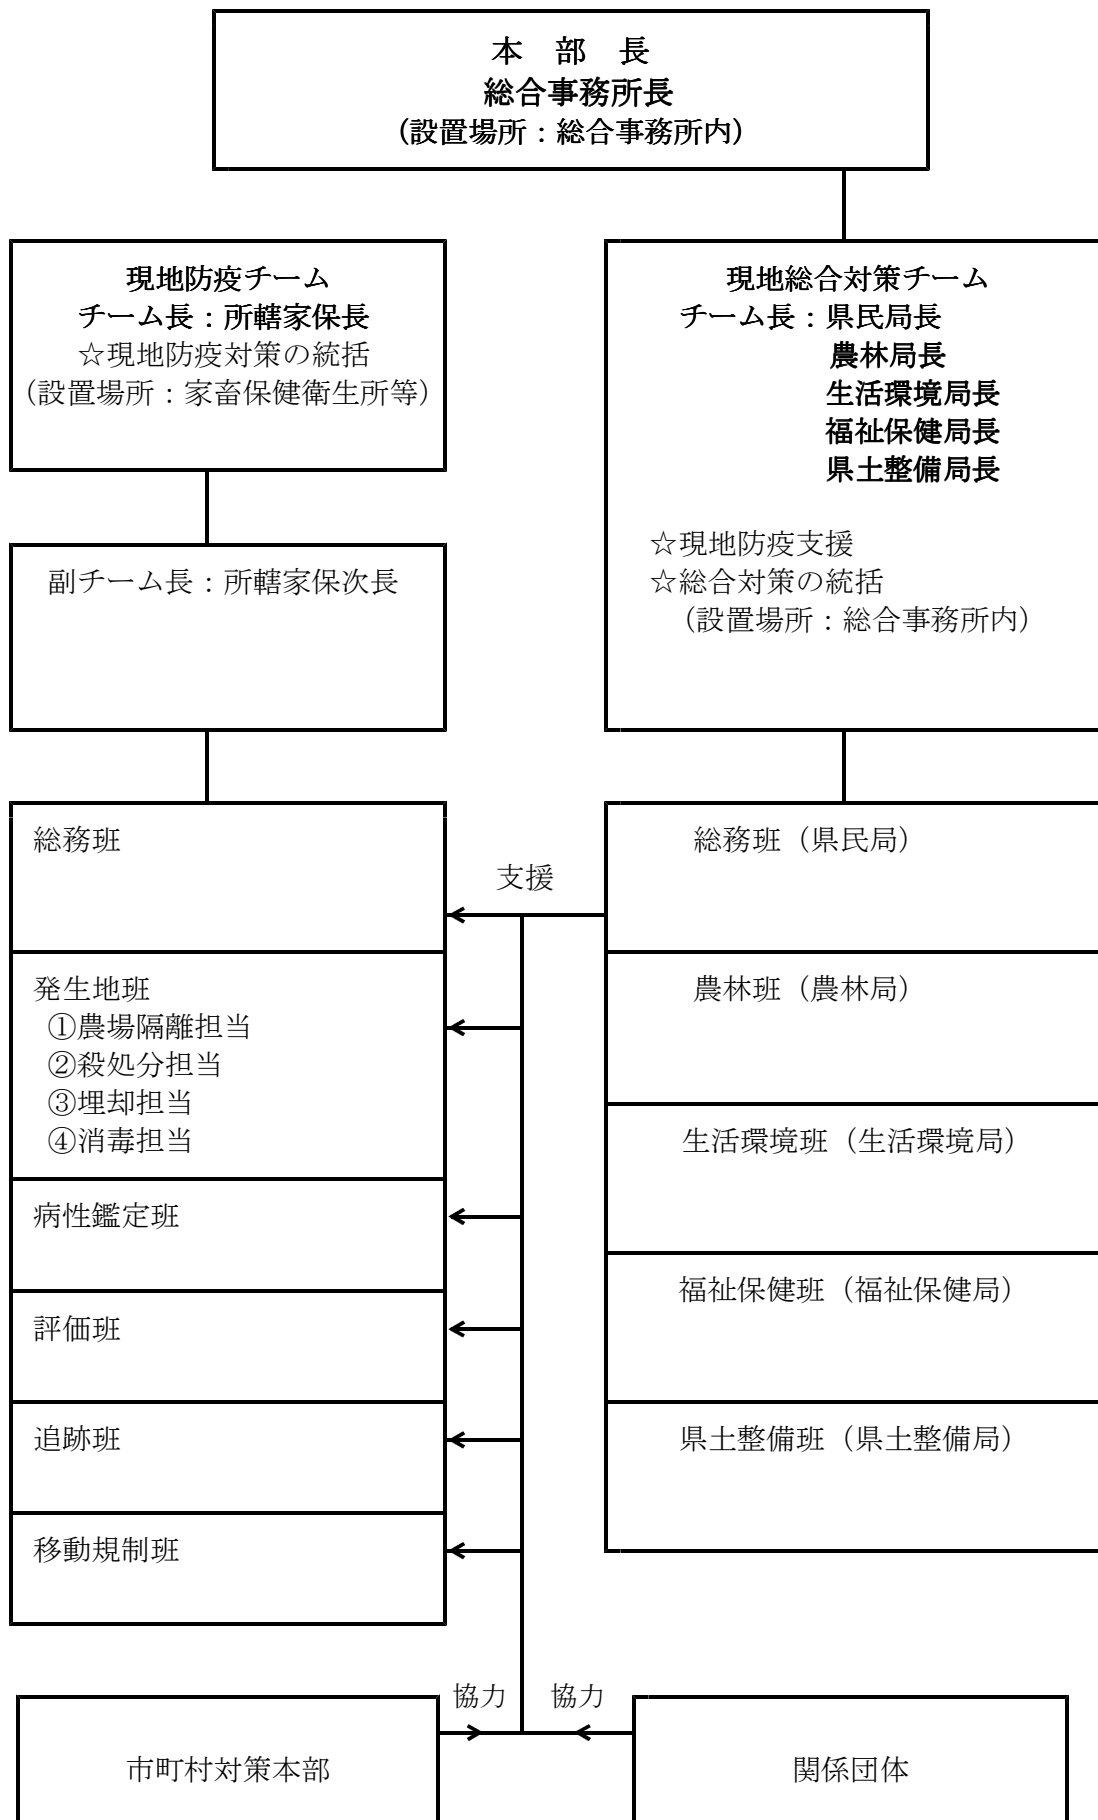 本　部　長
総合事務所長
（設置場所：総合事務所内）
現地防疫チーム
チーム長：所轄家保長
☆現地防疫対策の統括
（設置場所：家畜保健衛生所等）
副チーム長：所轄家保次長
現地総合対策チーム
チーム長：県民局長
農林局長
生活環境局長
福祉保健局長
県土整備局長
☆現地防疫支援
☆総合対策の統括
（設置場所：総合事務所内）
総務班
発生地班
①農場隔離担当
②殺処分担当
③埋却担当
④消毒担当
病性鑑定班
評価班
追跡班
移動規制班
支援
総務班（県民局）
農林班（農林局）
生活環境班（生活環境局）
福祉保健班（福祉保健局）
県土整備班（県土整備局）
協力
協力
市町村対策本部
関係団体